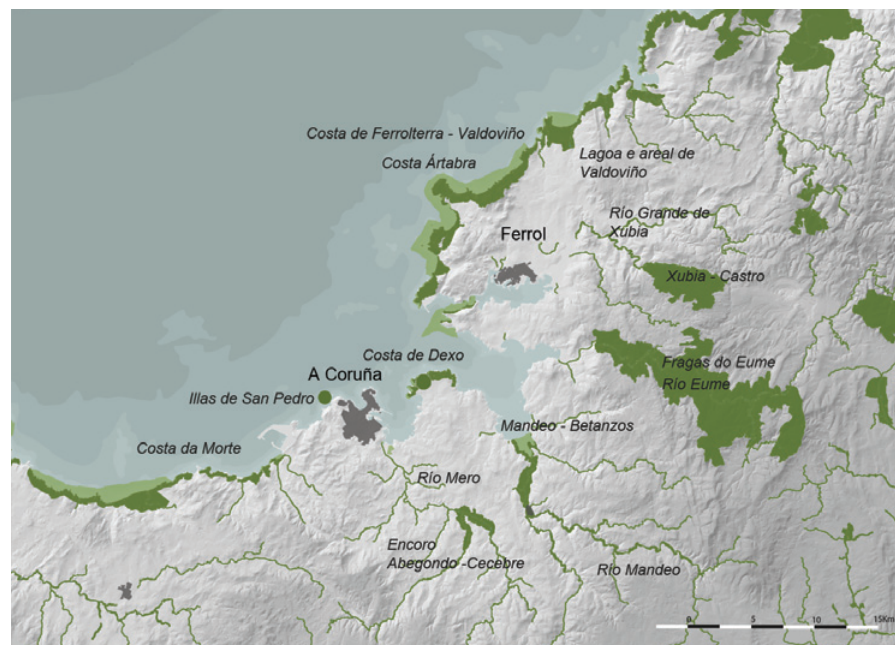 Costa de Ferrolterra - Valdoviño
Costa Ártabra
Lagoa e areal de
Valdoviño
Río Grande de
Xubia
Ferrol
Xubia - Castro
Costa de Dexo
A Coruña
Fragas do Eume
Río Eume
Illas de San Pedro
Mandeo - Betanzos
Costa da Morte
Río Mero
Encoro
Abegondo -Cecebre
Río Mandeo
0 5 10 15Km